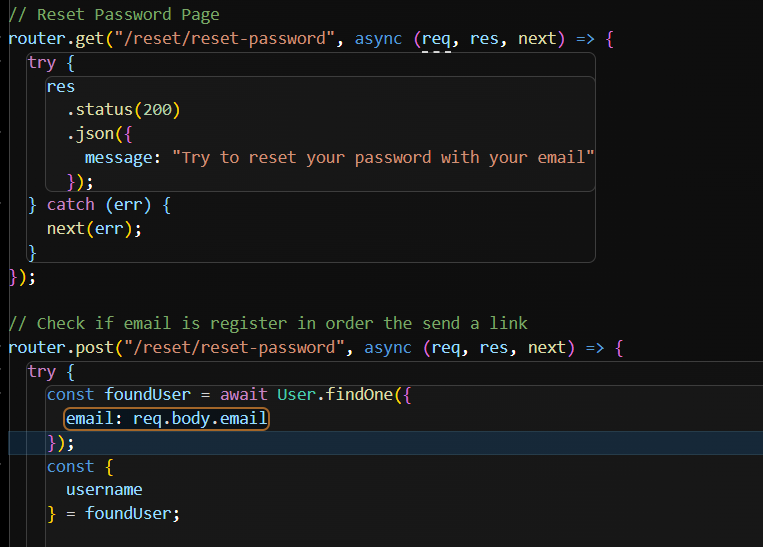 // Reset Password Page
router.get("/reset/reset-password", async (req, res, next) => {
try {
res
.status(200)
.json({
message: "Try to reset your password with your email"
});
} catch (err) {
next(err);
}
});
// Check if email is register in order the send a link
router.post("/reset/reset-password", async (req, res, next) => {
try {
const foundUser = await User.findOne({
email: req.body.email
});
const {
username
} = foundUser;